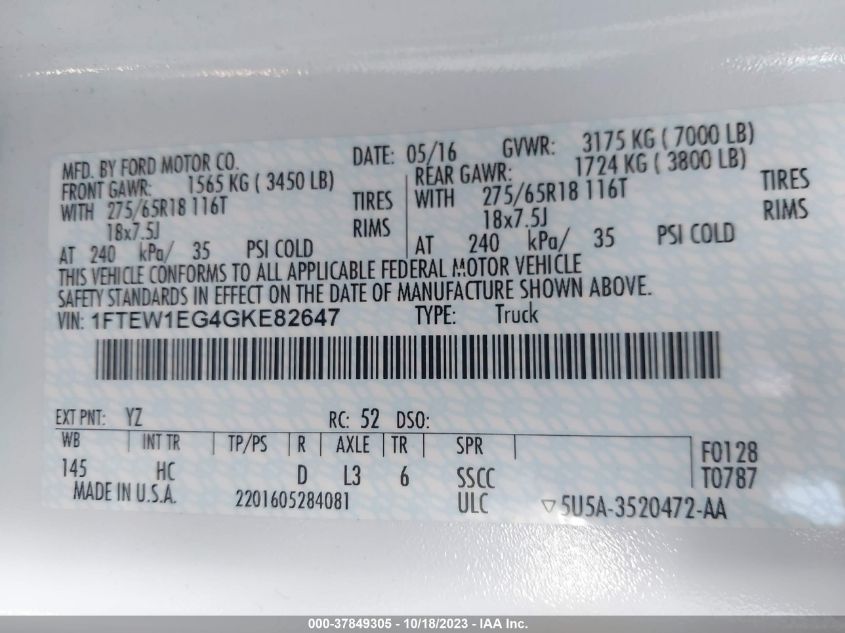 MFD. BY FORD MOTOR CO. DATE: 05/16 GVWR: 3175 KG ( 7000 LB)
FRONT GAWR: 1565 KG ( 3450 LB) REAR GAWR: 1724 KG ( 3800 LB)
WITH 275/65R18 116T TIRES WITH 275/65R18 116T TIRES
18x7.5J RIMS 18x7.5J RIMS
AT 240 kPa/ 35 PSI COLD AT 240 kPa/ 35 PSI COLD
THIS VEHICLE CONFORMS TO ALL APPLICABLE FEDERAL MOTOR VEHICLE
SAFETY STANDARDS IN EFFECT ON THE DATE OF MANUFACTURE SHOWN ABOVE.
VIN: 1FTEW1EG4GKE82647 TYPE: Truck
EXT PNT: YZ RC: 52 DSO:
WB INT TR TP/PS R AXLE TR SPR F0128
145 HC D L3 6 SSCC T0787
MADE IN U.S.A. 2201605284081 ULC ▽5U5A-3520472-AA
000-37849305 - 10/18/2023 - IAA Inc.